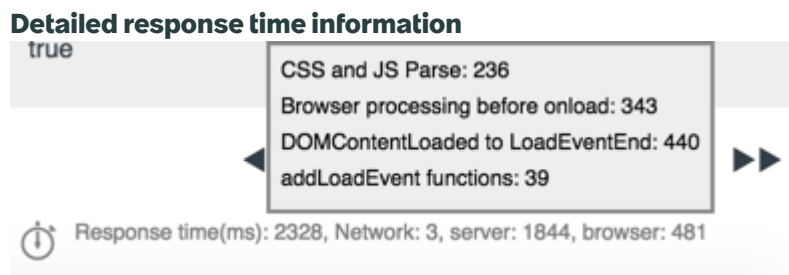 Detailed response time information
true
CSS and JS Parse: 236
Browser processing before onload: 343
DOMContentLoaded to LoadEventEnd: 440
addLoadEvent functions: 39
Response time(ms): 2328, Network: 3, server: 1844, browser: 481